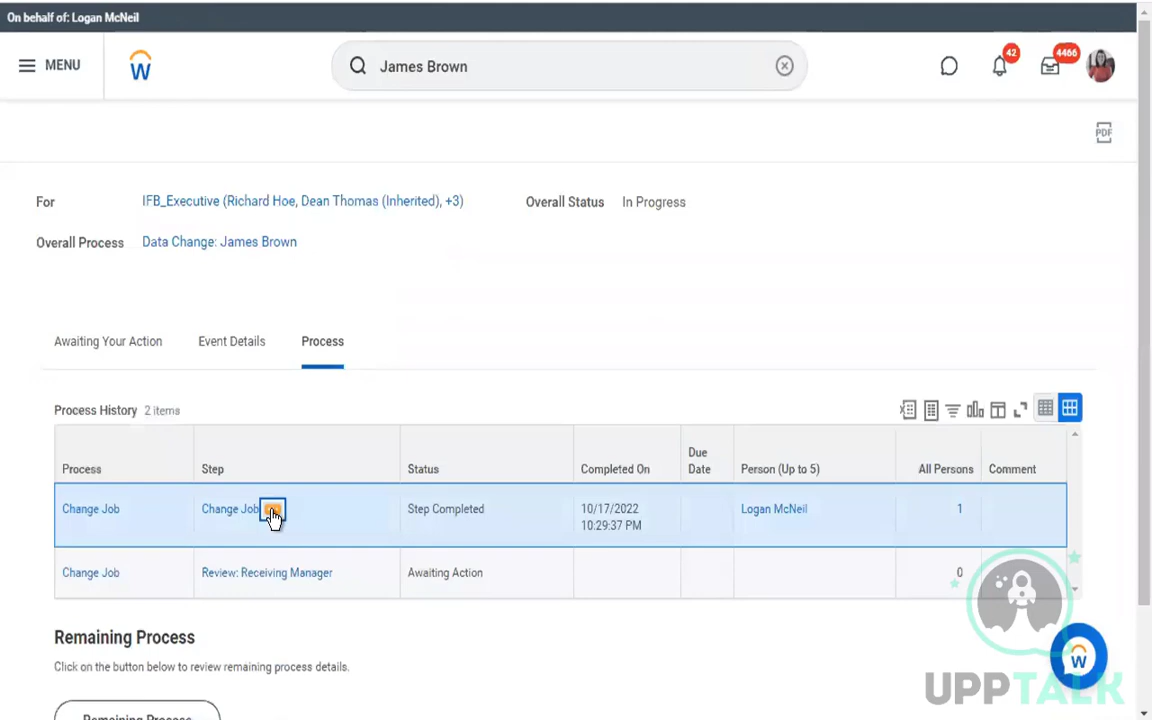 On behalf of: Logan McNeil
MENU
James Brown
42
4466
PDF
For
IFB_Executive (Richard Hoe, Dean Thomas (Inherited), +3)
Overall Status
In Progress
Overall Process
Data Change: James Brown
Awaiting Your Action
Event Details
Process
Process History 2 items
Process
Step
Status
Completed On
Due
Date
Person (Up to 5)
All Persons
Comment
Change Job
Change Job
Step Completed
10/17/2022
10:29:37 PM
Logan McNeil
1
Change Job
Review: Receiving Manager
Awaiting Action
0
Remaining Process
Click on the button below to review remaining process details.
Remaining Process
UPPTALK